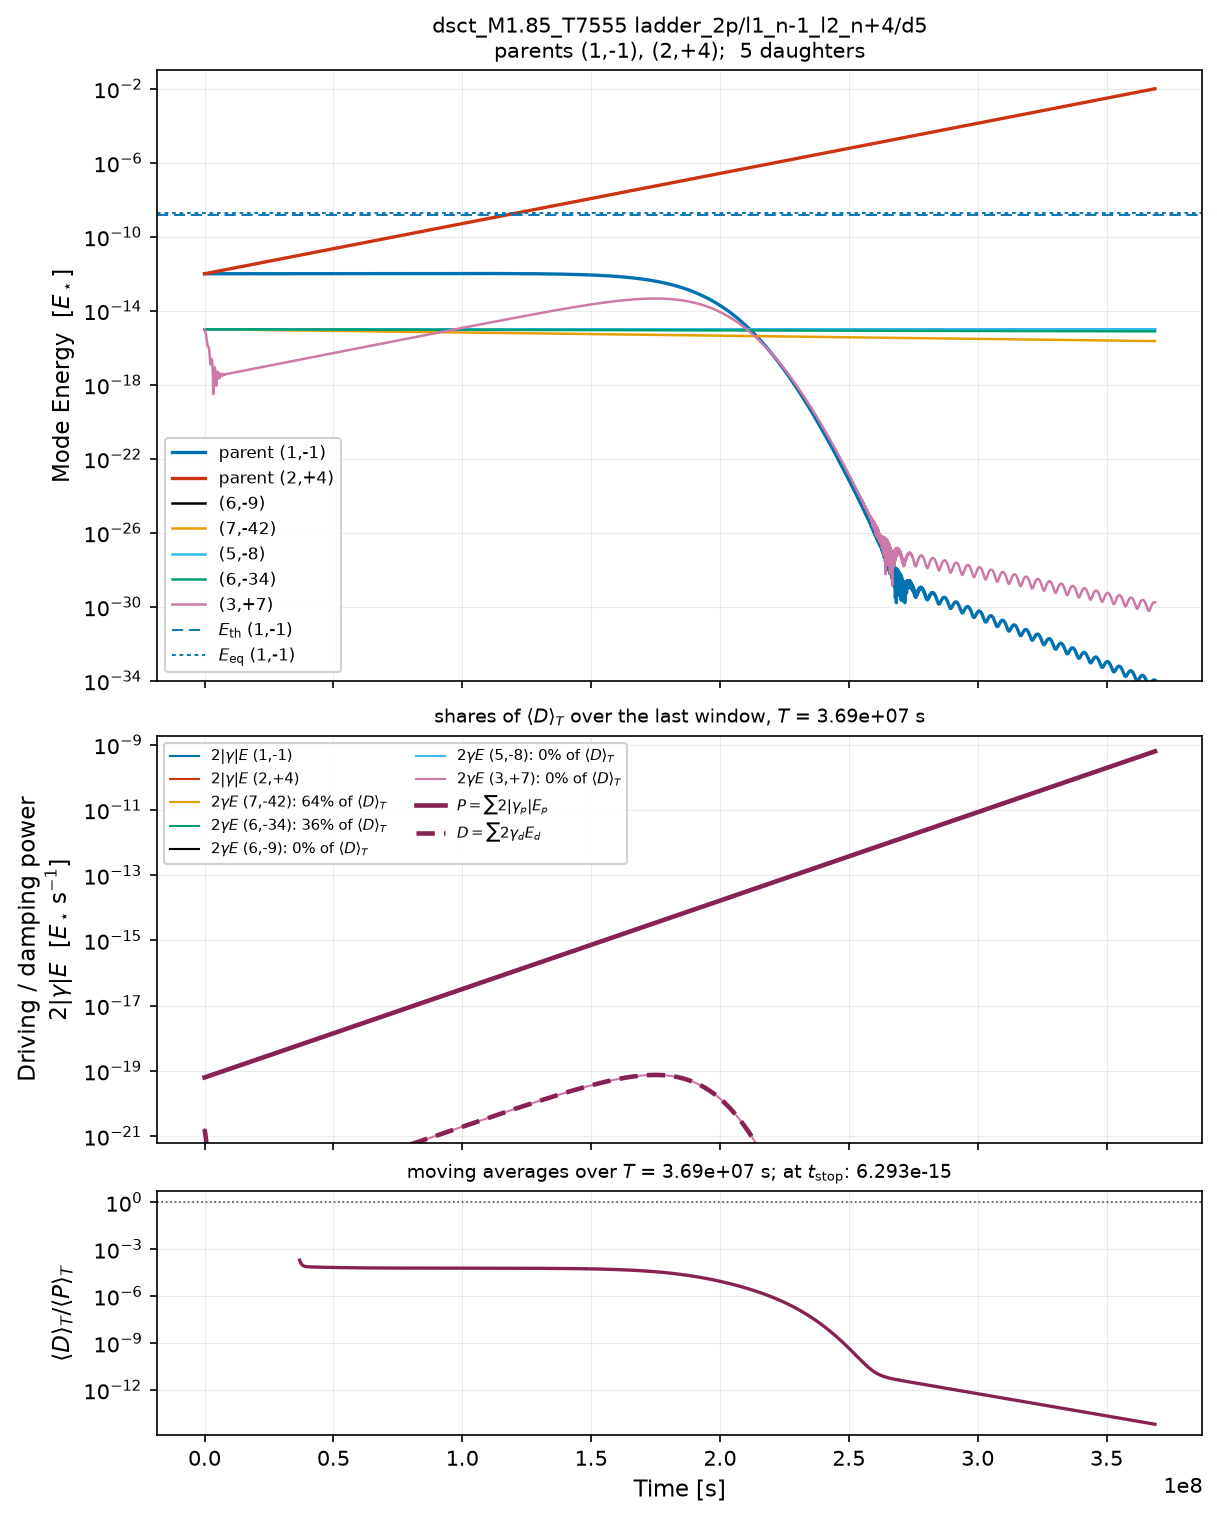 dsct_M1.85_T7555 ladder_2p/l1_n-1_l2_n+4/d5
parents (1,-1), (2,+4);  5 daughters
Mode Energy  [E⋆]
10⁻²
10⁻⁶
10⁻¹⁰
10⁻¹⁴
10⁻¹⁸
10⁻²²
10⁻²⁶
10⁻³⁰
10⁻³⁴
parent (1,-1)
parent (2,+4)
(6,-9)
(7,-42)
(5,-8)
(6,-34)
(3,+7)
E_th (1,-1)
E_eq (1,-1)
shares of ⟨D⟩_T over the last window, T = 3.69e+07 s
Driving / damping power
2|γ|E  [E⋆ s⁻¹]
10⁻⁹
10⁻¹¹
10⁻¹³
10⁻¹⁵
10⁻¹⁷
10⁻¹⁹
10⁻²¹
2|γ|E (1,-1)
2|γ|E (2,+4)
2γE (7,-42): 64% of ⟨D⟩_T
2γE (6,-34): 36% of ⟨D⟩_T
2γE (6,-9): 0% of ⟨D⟩_T
2γE (5,-8): 0% of ⟨D⟩_T
2γE (3,+7): 0% of ⟨D⟩_T
P = ∑2|γ_p|E_p
D = ∑2γ_dE_d
moving averages over T = 3.69e+07 s; at t_stop: 6.293e-15
⟨D⟩_T/⟨P⟩_T
10⁰
10⁻³
10⁻⁶
10⁻⁹
10⁻¹²
0.0 0.5 1.0 1.5 2.0 2.5 3.0 3.5
Time [s]
1e8